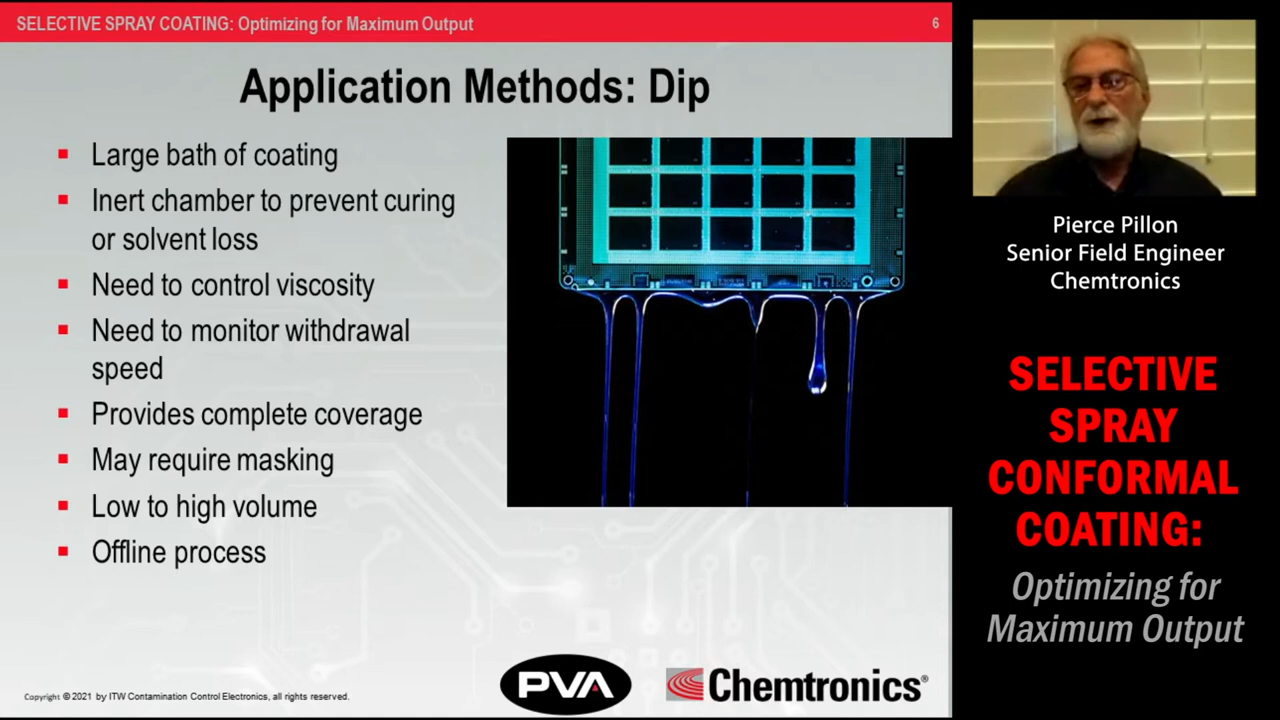 SELECTIVE SPRAY COATING: Optimizing for Maximum Output
6
Application Methods: Dip
Large bath of coating
Inert chamber to prevent curing
or solvent loss
Need to control viscosity
Need to monitor withdrawal
speed
Provides complete coverage
May require masking
Low to high volume
Offline process
Copyright © 2021 by ITW Contamination Control Electronics, all rights reserved.
PVA
Chemtronics®
Pierce Pillon
Senior Field Engineer
Chemtronics
SELECTIVE
SPRAY
CONFORMAL
COATING:
Optimizing for
Maximum Output